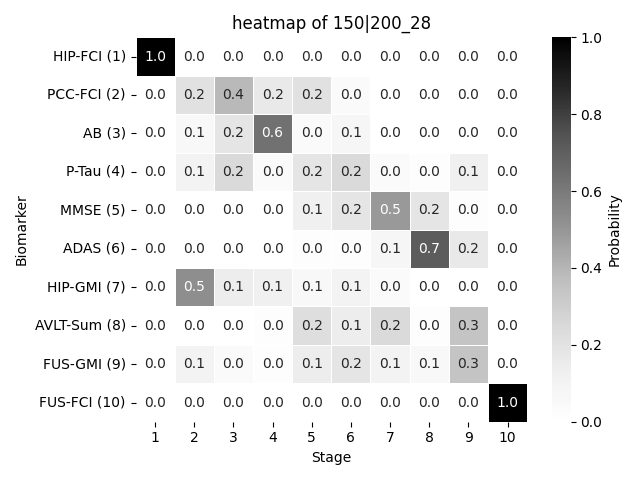 heatmap of 150|200_28
HIP-FCI (1) 1.0 0.0 0.0 0.0 0.0 0.0 0.0 0.0 0.0 0.0
PCC-FCI (2) 0.0 0.2 0.4 0.2 0.2 0.0 0.0 0.0 0.0 0.0
AB (3) 0.0 0.1 0.2 0.6 0.0 0.1 0.0 0.0 0.0 0.0
P-Tau (4) 0.0 0.1 0.2 0.0 0.2 0.2 0.0 0.0 0.1 0.0
MMSE (5) 0.0 0.0 0.0 0.0 0.1 0.2 0.5 0.2 0.0 0.0
ADAS (6) 0.0 0.0 0.0 0.0 0.0 0.0 0.1 0.7 0.2 0.0
HIP-GMI (7) 0.0 0.5 0.1 0.1 0.1 0.1 0.0 0.0 0.0 0.0
AVLT-Sum (8) 0.0 0.0 0.0 0.0 0.2 0.1 0.2 0.0 0.3 0.0
FUS-GMI (9) 0.0 0.1 0.0 0.0 0.1 0.2 0.1 0.1 0.3 0.0
FUS-FCI (10) 0.0 0.0 0.0 0.0 0.0 0.0 0.0 0.0 0.0 1.0
1 2 3 4 5 6 7 8 9 10
Stage
Biomarker
1.0
0.8
0.6
0.4
0.2
0.0
Probability